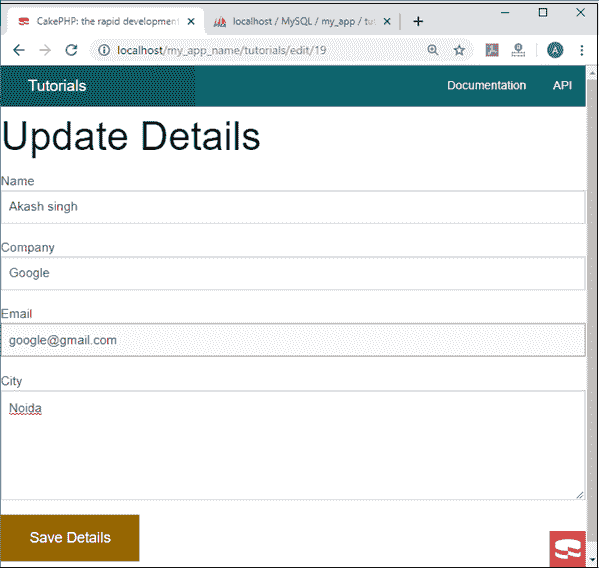 CakePHP: the rapid developmen
localhost / MySQL / my_app / tut
localhost/my_app_name/tutorials/edit/19
A
Tutorials
Documentation
API
Update Details
Name
Akash singh
Company
Google
Email
google@gmail.com
City
Noida
Save Details